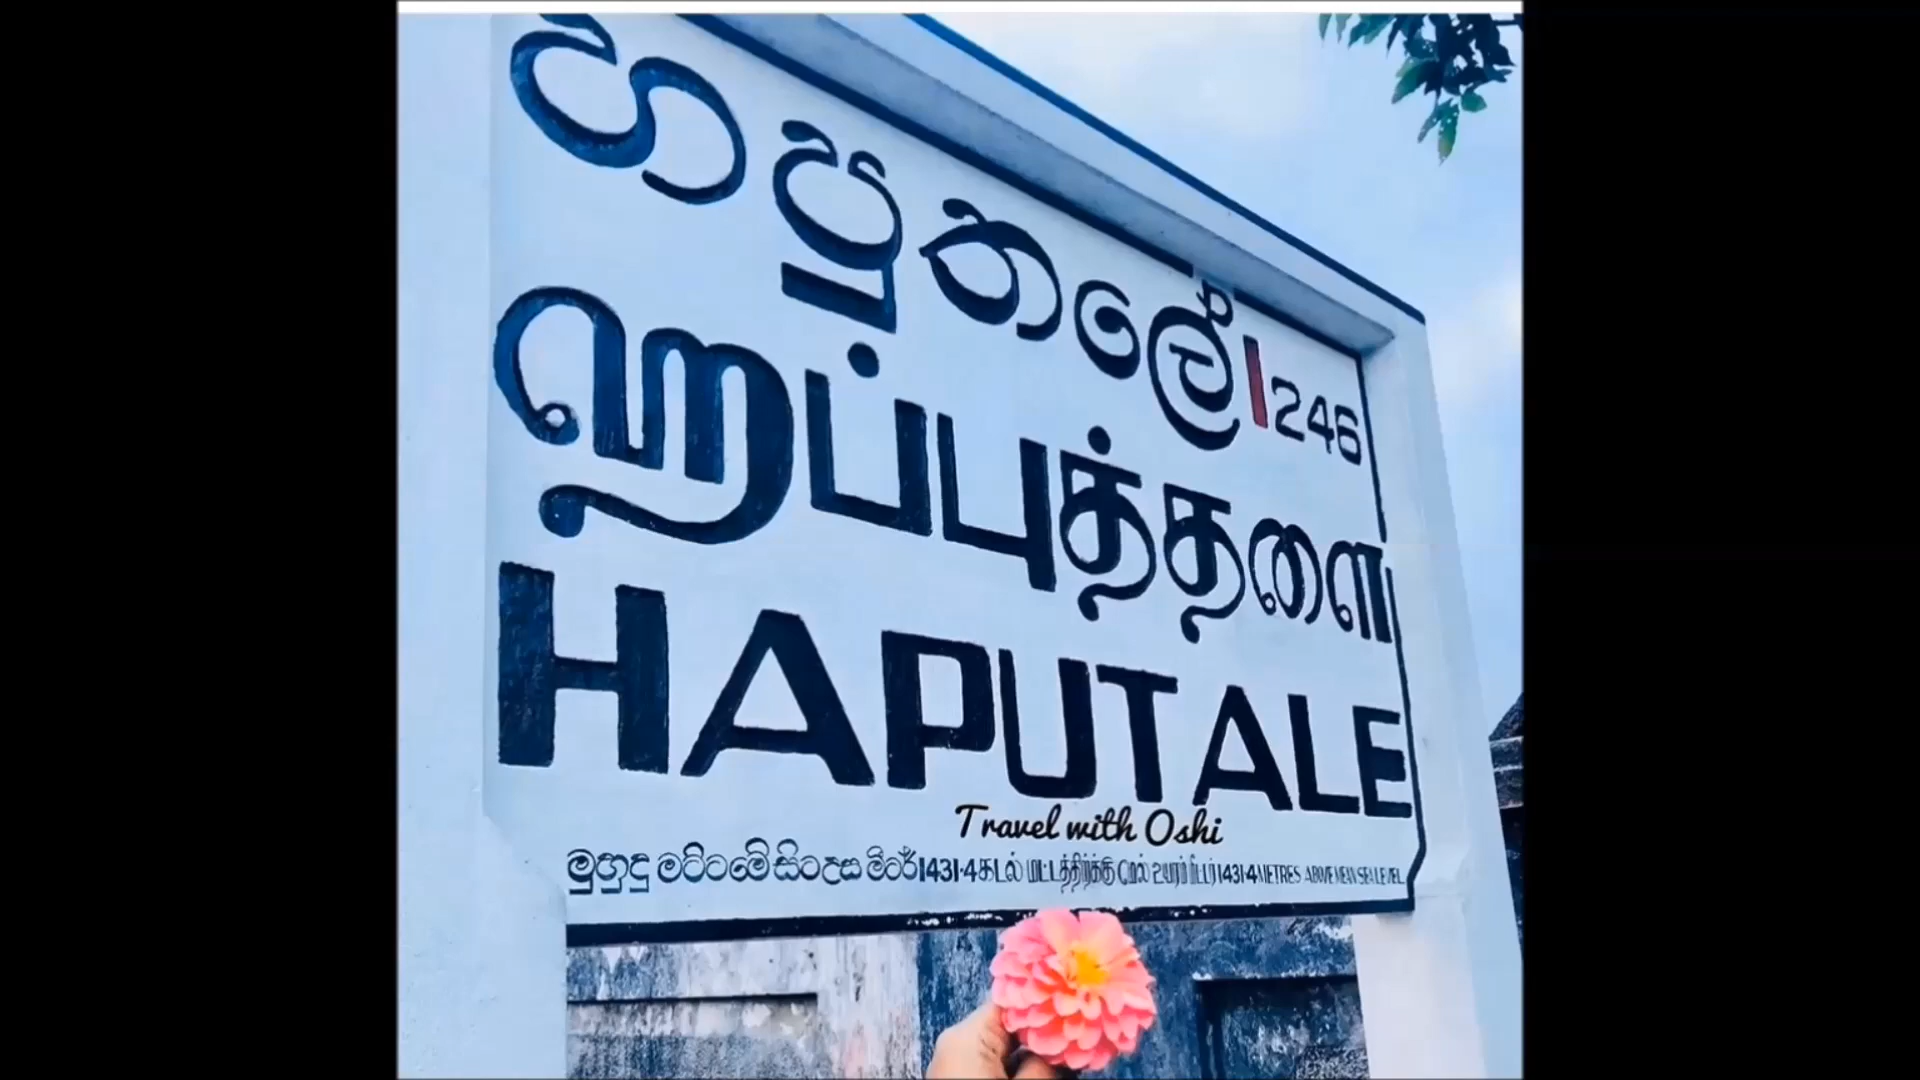 හපුතලේ 246
ஹப்புத்தளை
HAPUTALE
Travel with Oshi
මුහුදු මට්ටමේ සිට උස මීටර් 1431.4 கடல் மட்டத்திற்கு மேல் உயரம் மீட்டர் 1431.4 METRES ABOVE MEAN SEA LEVEL